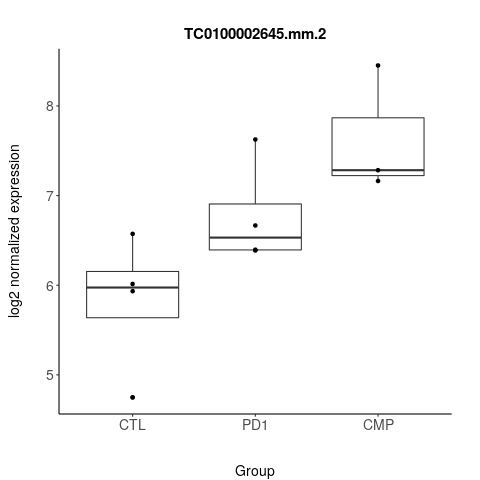 TC0100002645.mm.2
log2 normalized expression
8
7
6
5
CTL
PD1
CMP
Group